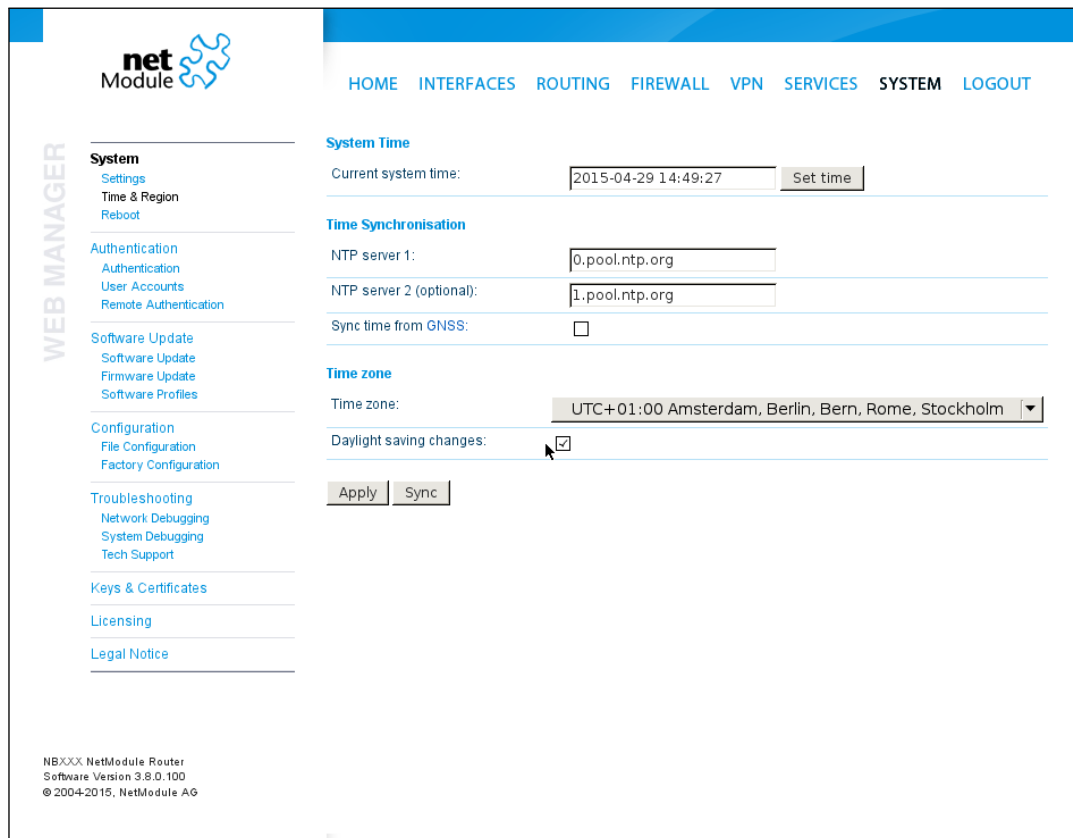 net
Module
HOME INTERFACES ROUTING FIREWALL VPN SERVICES SYSTEM LOGOUT
WEB MANAGER
System
Settings
Time & Region
Reboot
Authentication
Authentication
User Accounts
Remote Authentication
Software Update
Software Update
Firmware Update
Software Profiles
Configuration
File Configuration
Factory Configuration
Troubleshooting
Network Debugging
System Debugging
Tech Support
Keys & Certificates
Licensing
Legal Notice
System Time
Current system time: 2015-04-29 14:49:27 Set time
Time Synchronisation
NTP server 1: 0.pool.ntp.org
NTP server 2 (optional): 1.pool.ntp.org
Sync time from GNSS:
Time zone
Time zone: UTC+01:00 Amsterdam, Berlin, Bern, Rome, Stockholm
Daylight saving changes:
Apply Sync
NBXXX NetModule Router
Software Version 3.8.0.100
© 2004-2015, NetModule AG